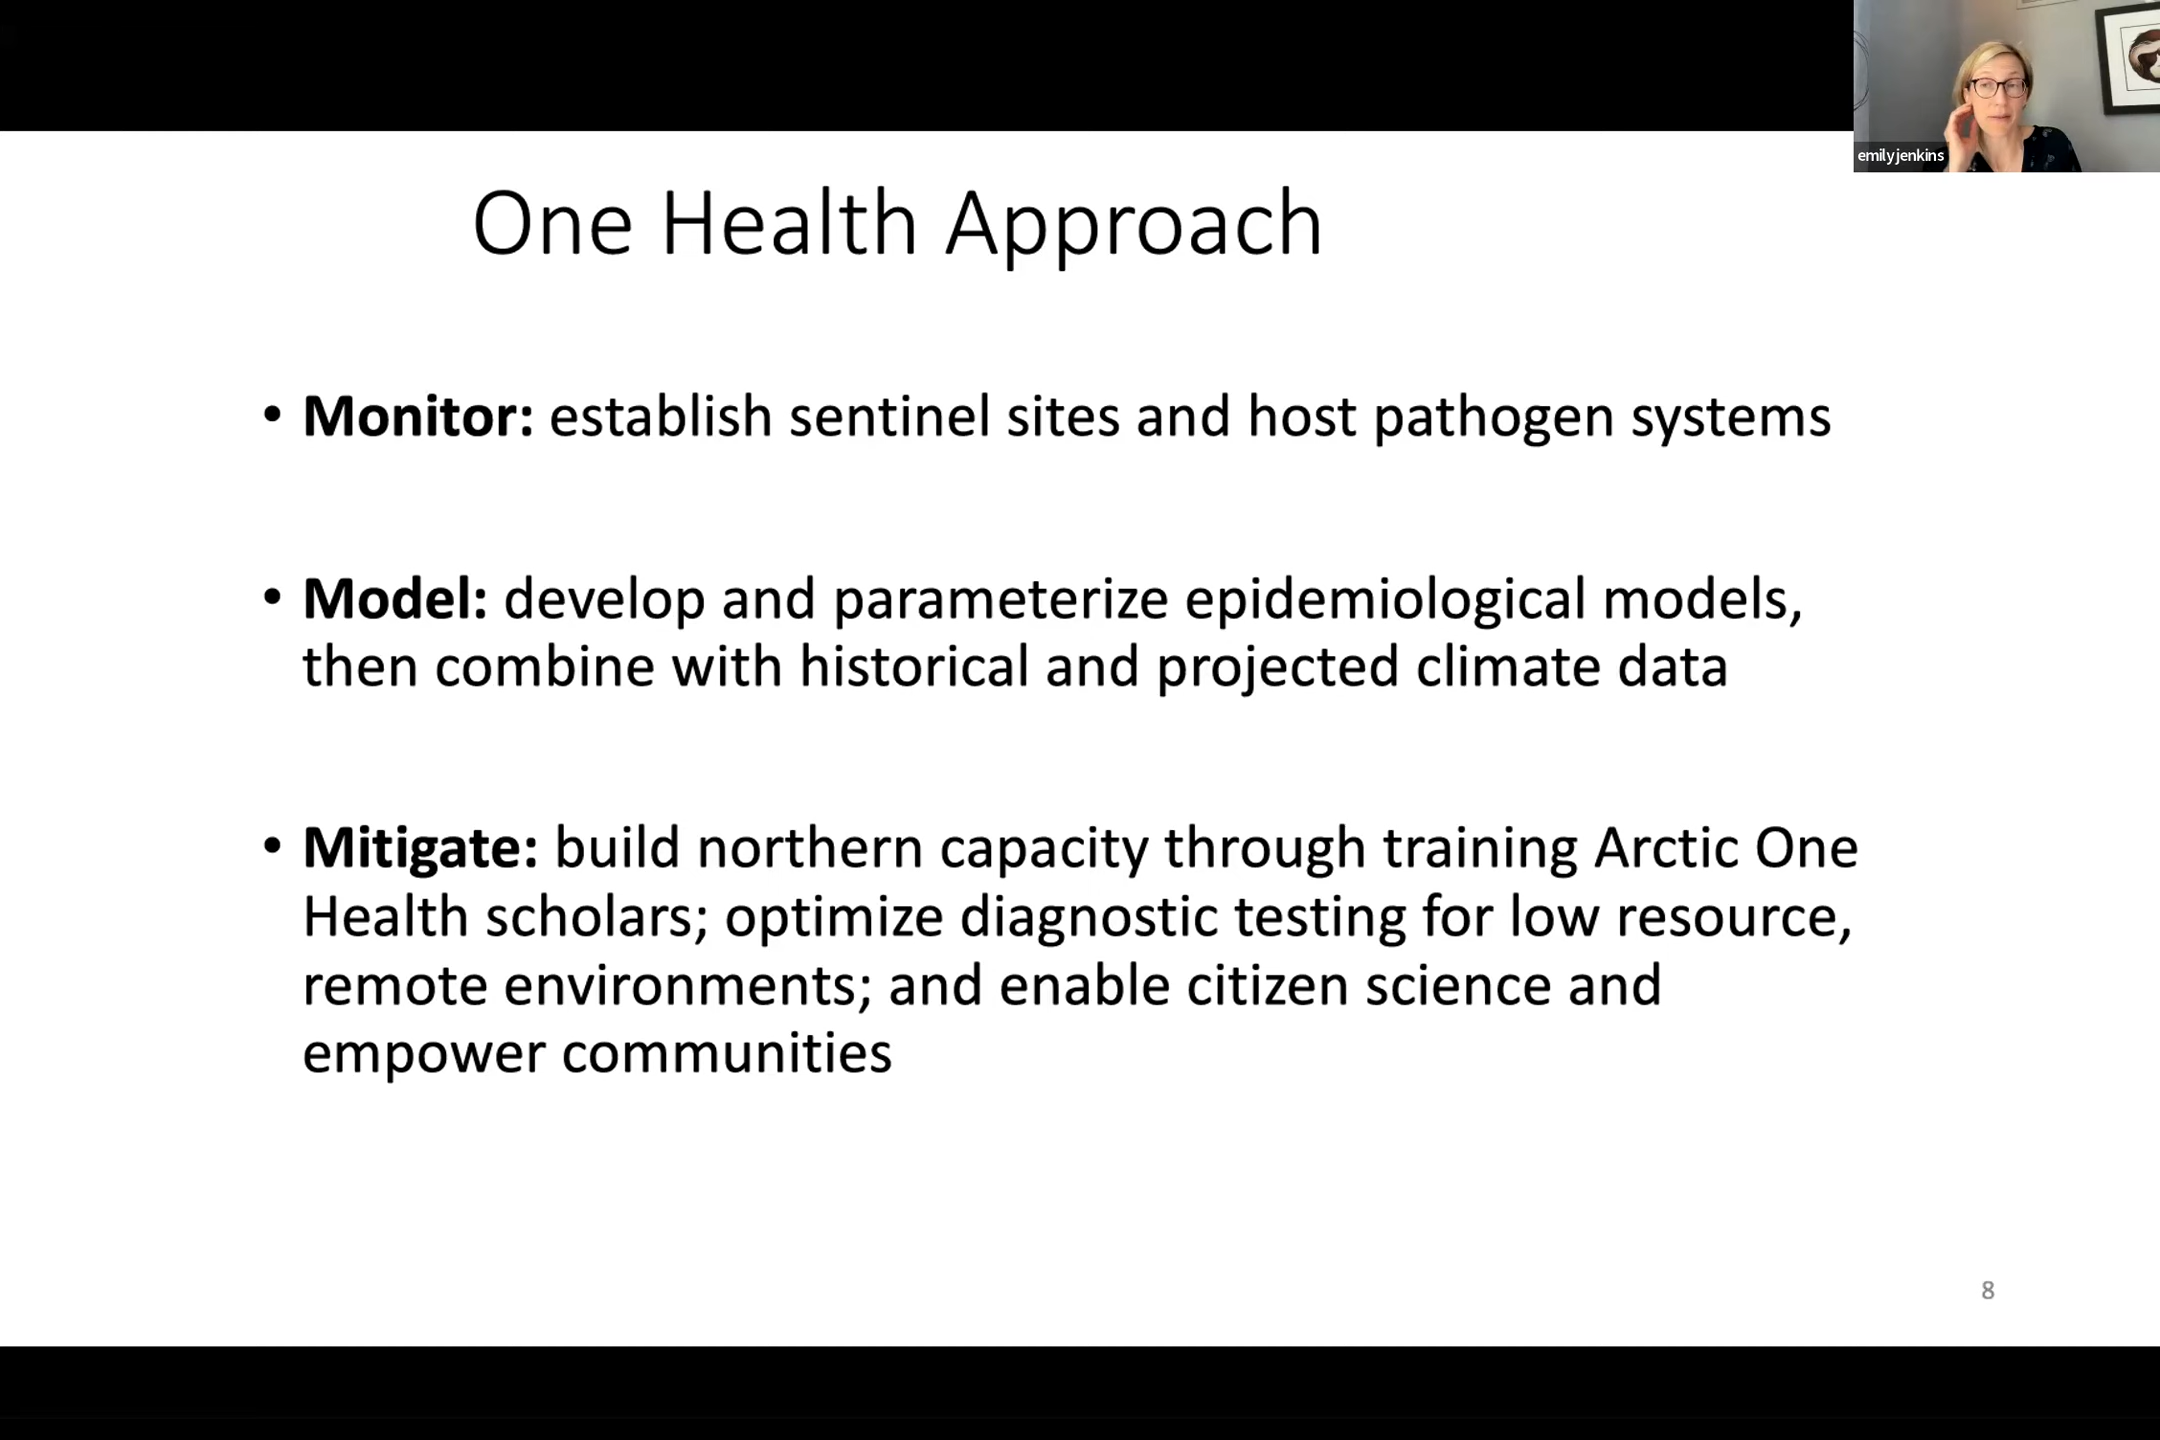 emily jenkins
One Health Approach
• Monitor: establish sentinel sites and host pathogen systems
• Model: develop and parameterize epidemiological models,
then combine with historical and projected climate data
• Mitigate: build northern capacity through training Arctic One
Health scholars; optimize diagnostic testing for low resource,
remote environments; and enable citizen science and
empower communities
8